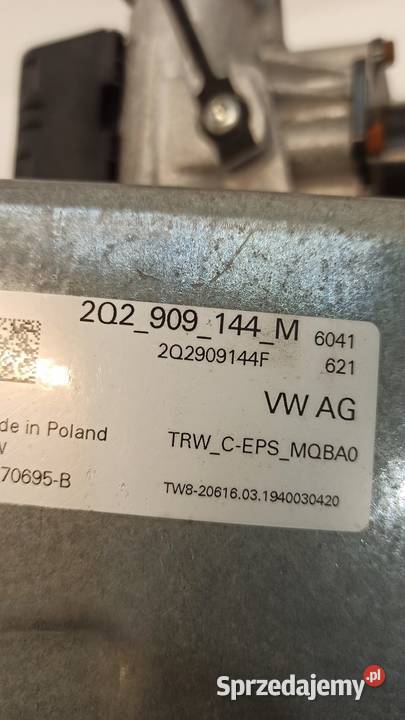 2Q2_909_144_M 6041
2Q2909144F 621
VW AG
de in Poland
TRW_C-EPS_MQBA0
70695-B
TW8-20616.03.1940030420
Sprzedajemy.pl